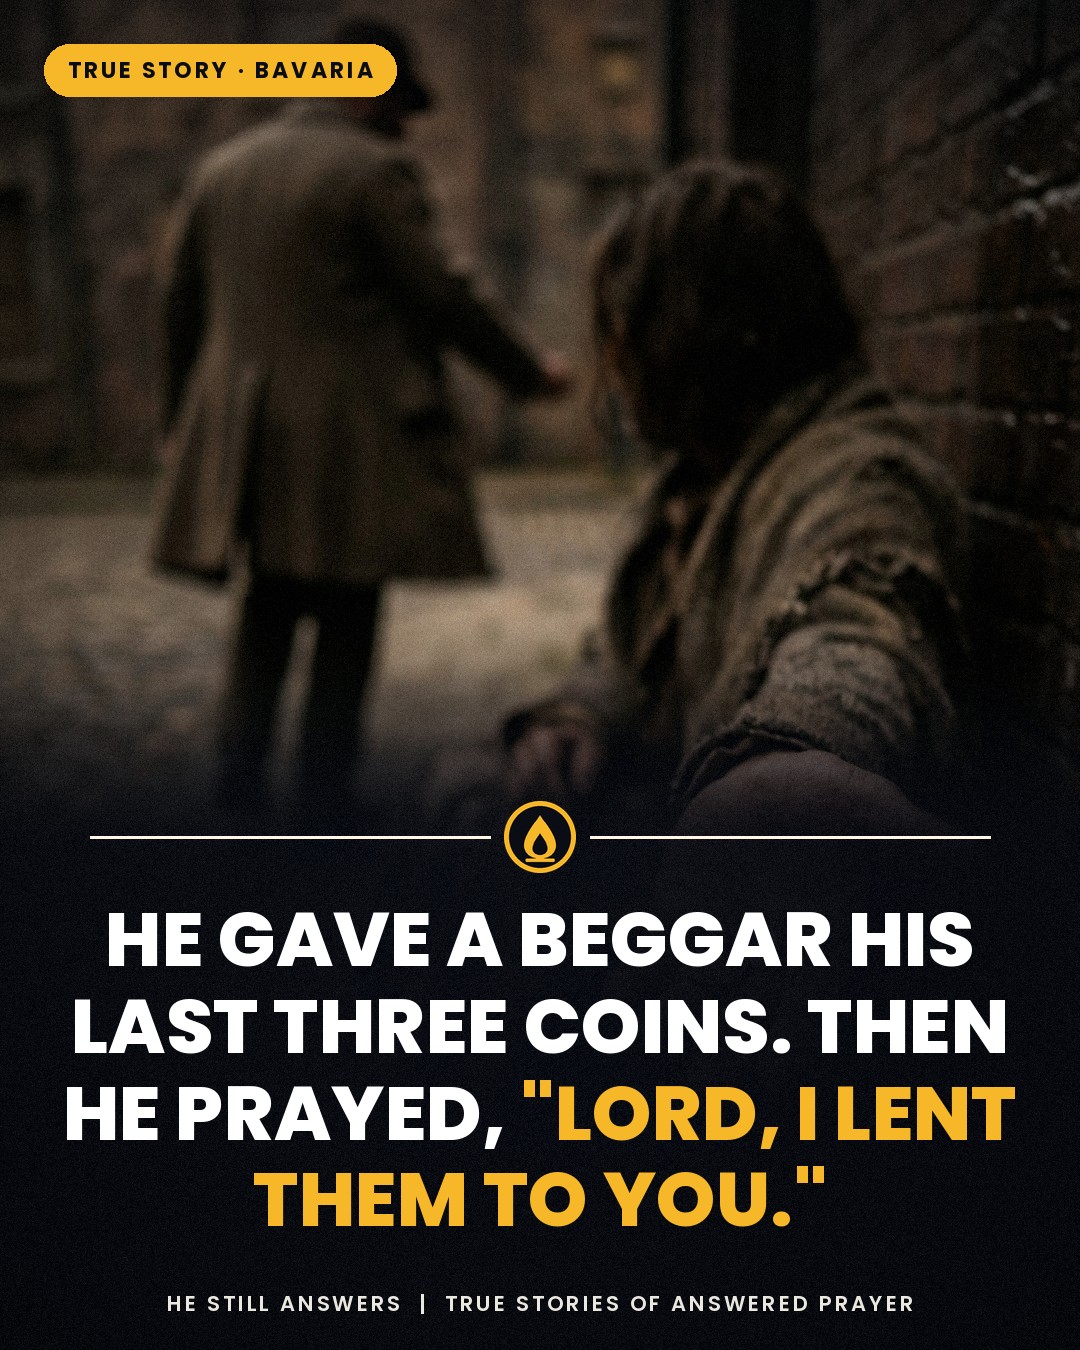 TRUE STORY · BAVARIA
HE GAVE A BEGGAR HIS
LAST THREE COINS. THEN
HE PRAYED, "LORD, I LENT
THEM TO YOU."
HE STILL ANSWERS | TRUE STORIES OF ANSWERED PRAYER